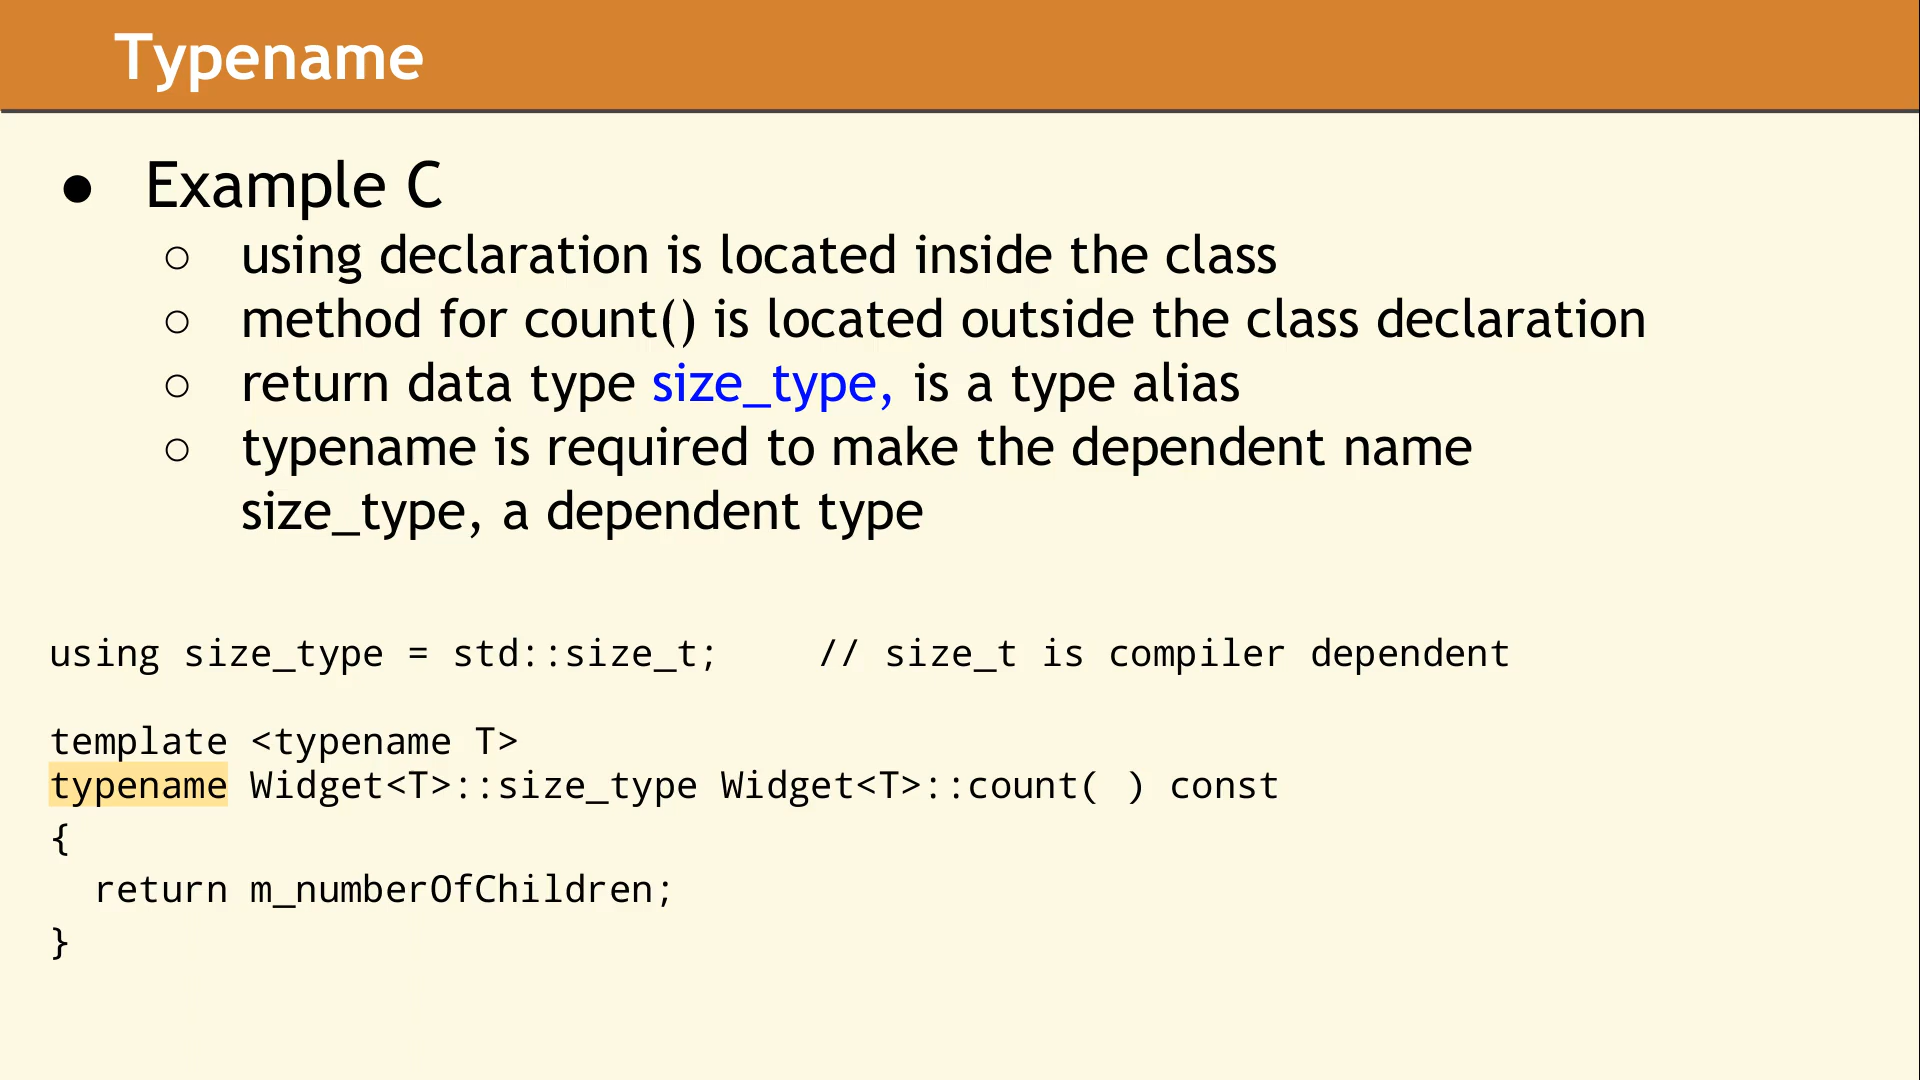 Typename
● Example C
○ using declaration is located inside the class
○ method for count() is located outside the class declaration
○ return data type size_type, is a type alias
○ typename is required to make the dependent name
size_type, a dependent type
using size_type = std::size_t;     // size_t is compiler dependent
template <typename T>
typename Widget<T>::size_type Widget<T>::count( ) const
{
  return m_numberOfChildren;
}